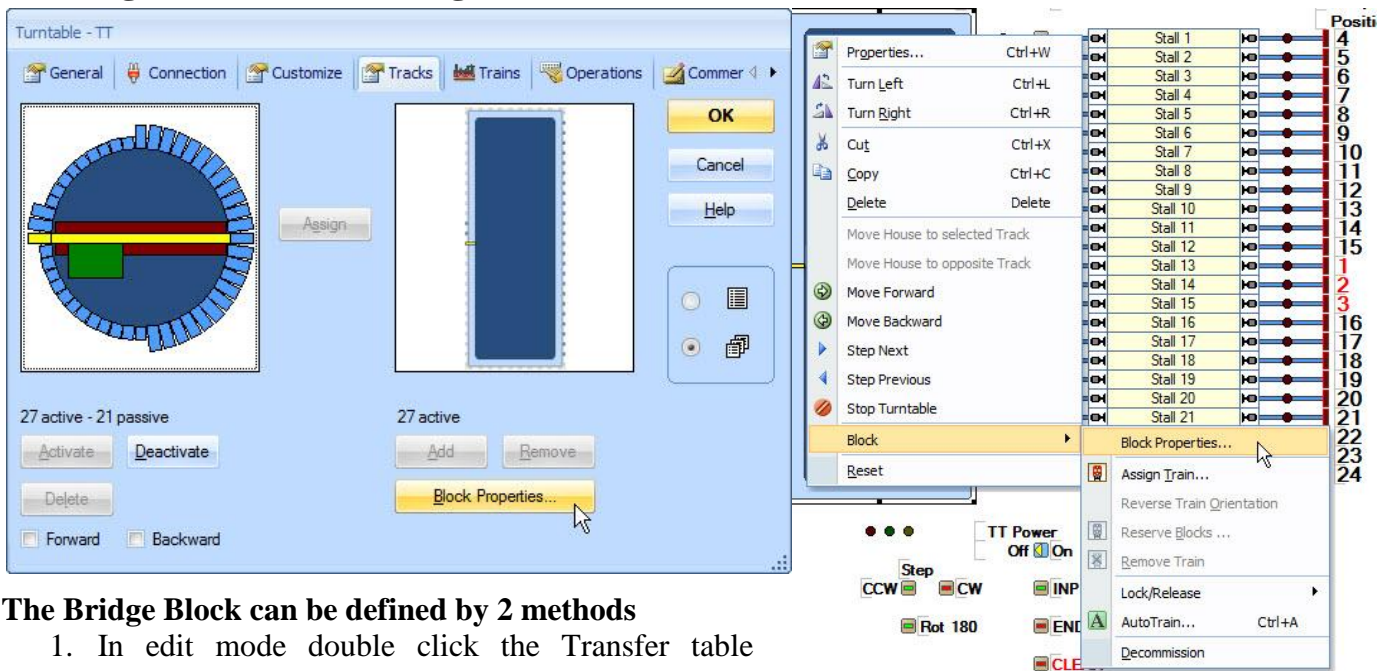 Turntable - TT
General Connection Customize Tracks Trains Operations Commer
OK
Cancel
Help
Assign
27 active - 21 passive
27 active
Activate Deactivate
Add Remove
Delete
Block Properties...
Forward Backward
Properties... Ctrl+W
Turn Left Ctrl+L
Turn Right Ctrl+R
Cut Ctrl+X
Copy Ctrl+C
Delete Delete
Move House to selected Track
Move House to opposite Track
Move Forward
Move Backward
Step Next
Step Previous
Stop Turntable
Block
Reset
Block Properties...
Assign Train...
Reverse Train Orientation
Reserve Blocks ...
Remove Train
Lock/Release
AutoTrain... Ctrl+A
Decommission
Positi
Stall 1 4
Stall 2 5
Stall 3 6
Stall 4 7
Stall 5 8
Stall 6 9
Stall 7 10
Stall 8 11
Stall 9 12
Stall 10 13
Stall 11 14
Stall 12 15
Stall 13 1
Stall 14 2
Stall 15 3
Stall 16 16
Stall 17 17
Stall 18 18
Stall 19 19
Stall 20 20
Stall 21 21
22
23
24
TT Power
Off On
Step
CCW CW INP
Rot 180 END
CLE
The Bridge Block can be defined by 2 methods
1. In edit mode double click the Transfer table